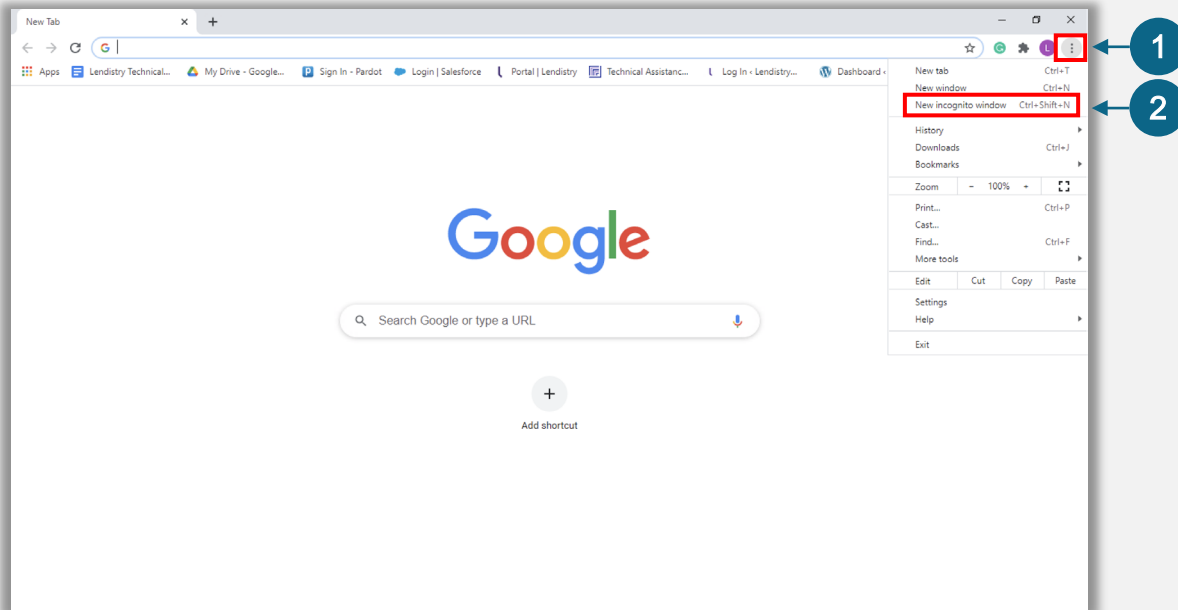 New Tab
G
L
1
Apps Lendistry Technical... My Drive - Google... P Sign In - Pardot Login | Salesforce Portal | Lendistry Technical Assistanc... Log In ‹ Lendistry... Dashboard ‹
New tab Ctrl+T
New window Ctrl+N
New incognito window Ctrl+Shift+N
2
History
Downloads Ctrl+J
Bookmarks
Zoom - 100% +
Print... Ctrl+P
Cast...
Find... Ctrl+F
More tools
Edit Cut Copy Paste
Settings
Help
Exit
Google
Search Google or type a URL
Add shortcut